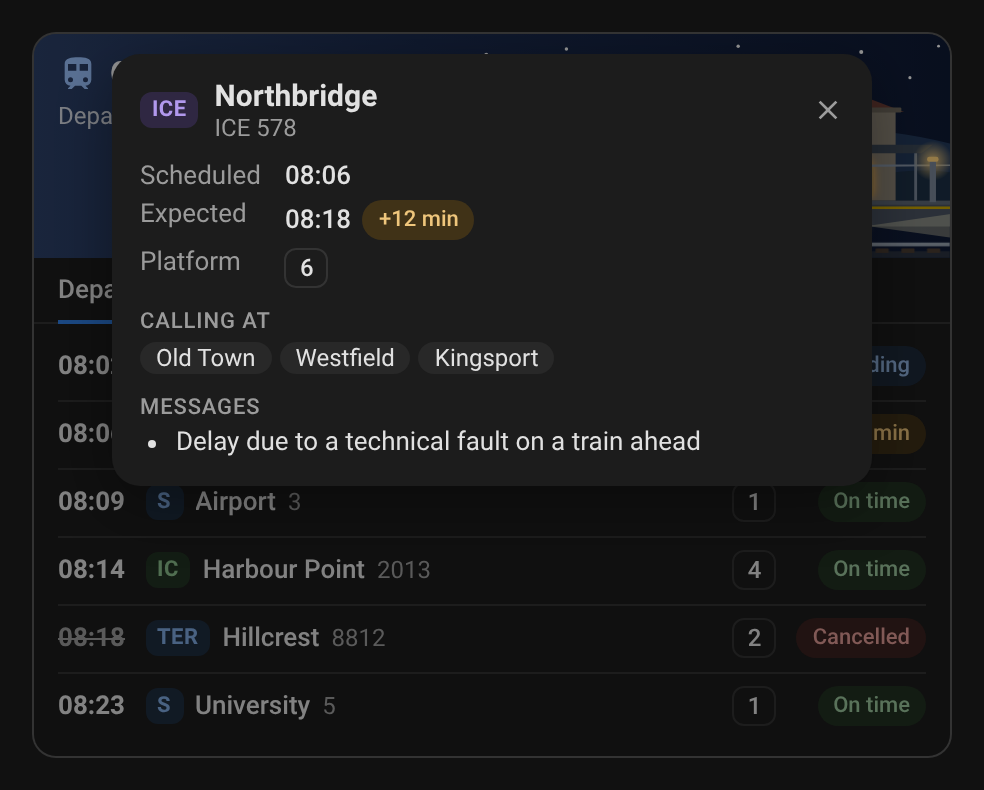 ICE Northbridge
ICE 578
Scheduled 08:06
Expected 08:18 +12 min
Platform 6
CALLING AT
Old Town Westfield Kingsport
MESSAGES
• Delay due to a technical fault on a train ahead
min
08:09 S Airport 3 1 On time
08:14 IC Harbour Point 2013 4 On time
08:18 TER Hillcrest 8812 2 Cancelled
08:23 S University 5 1 On time